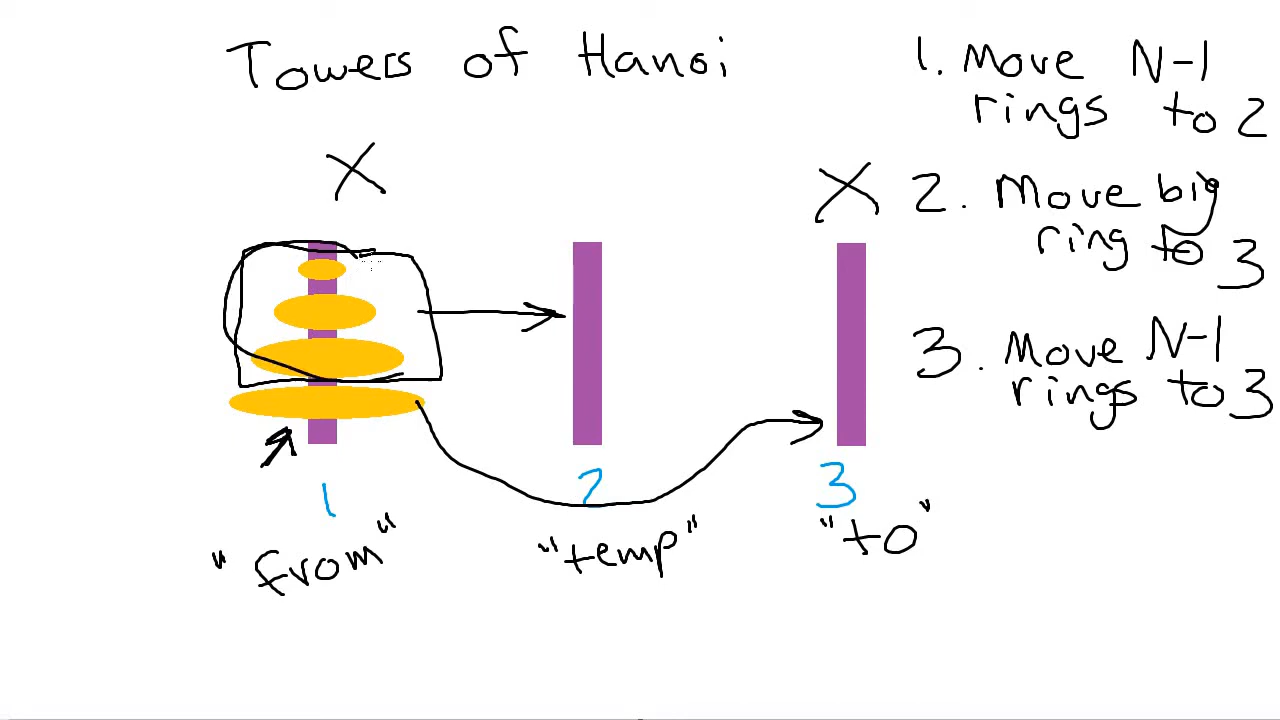 Towers of Hanoi
X
X
1. Move N-1
rings to 2
2. Move big
ring to 3
3. Move N-1
rings to 3
1
2
3
"from"
"temp"
"to"